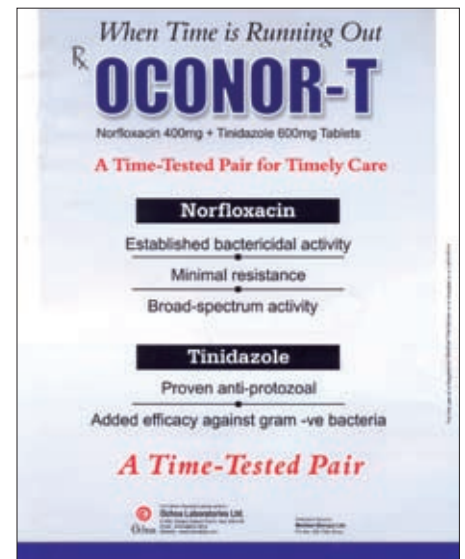 When Time is Running Out
Rx
OCONOR-T
Norfloxacin 400mg + Tinidazole 600mg Tablets
A Time-Tested Pair for Timely Care
Norfloxacin
Established bactericidal activity
Minimal resistance
Broad-spectrum activity
Tinidazole
Proven anti-protozoal
Added efficacy against gram -ve bacteria
A Time-Tested Pair
Ochoa Laboratories Ltd.